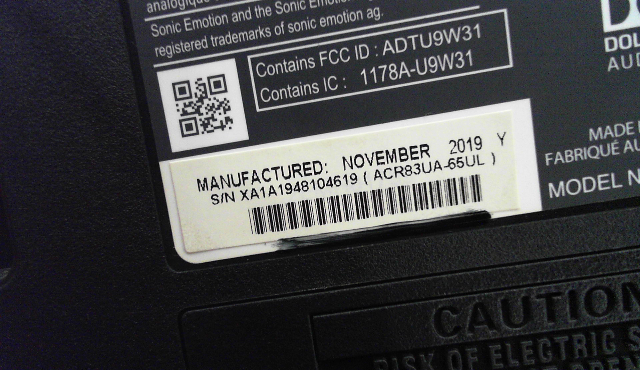 analogique
Sonic Emotion and the Sonic Emotion
registered trademarks of sonic emotion ag.
Contains FCC ID : ADTU9W31
Contains IC : 1178A-U9W31
MANUFACTURED: NOVEMBER 2019 Y
S/N XA1A1948104619 ( ACR83UA-65UL )
MADE
FABRIQUÉ AU
MODEL N
CAUTION
RISK OF ELECTRIC S